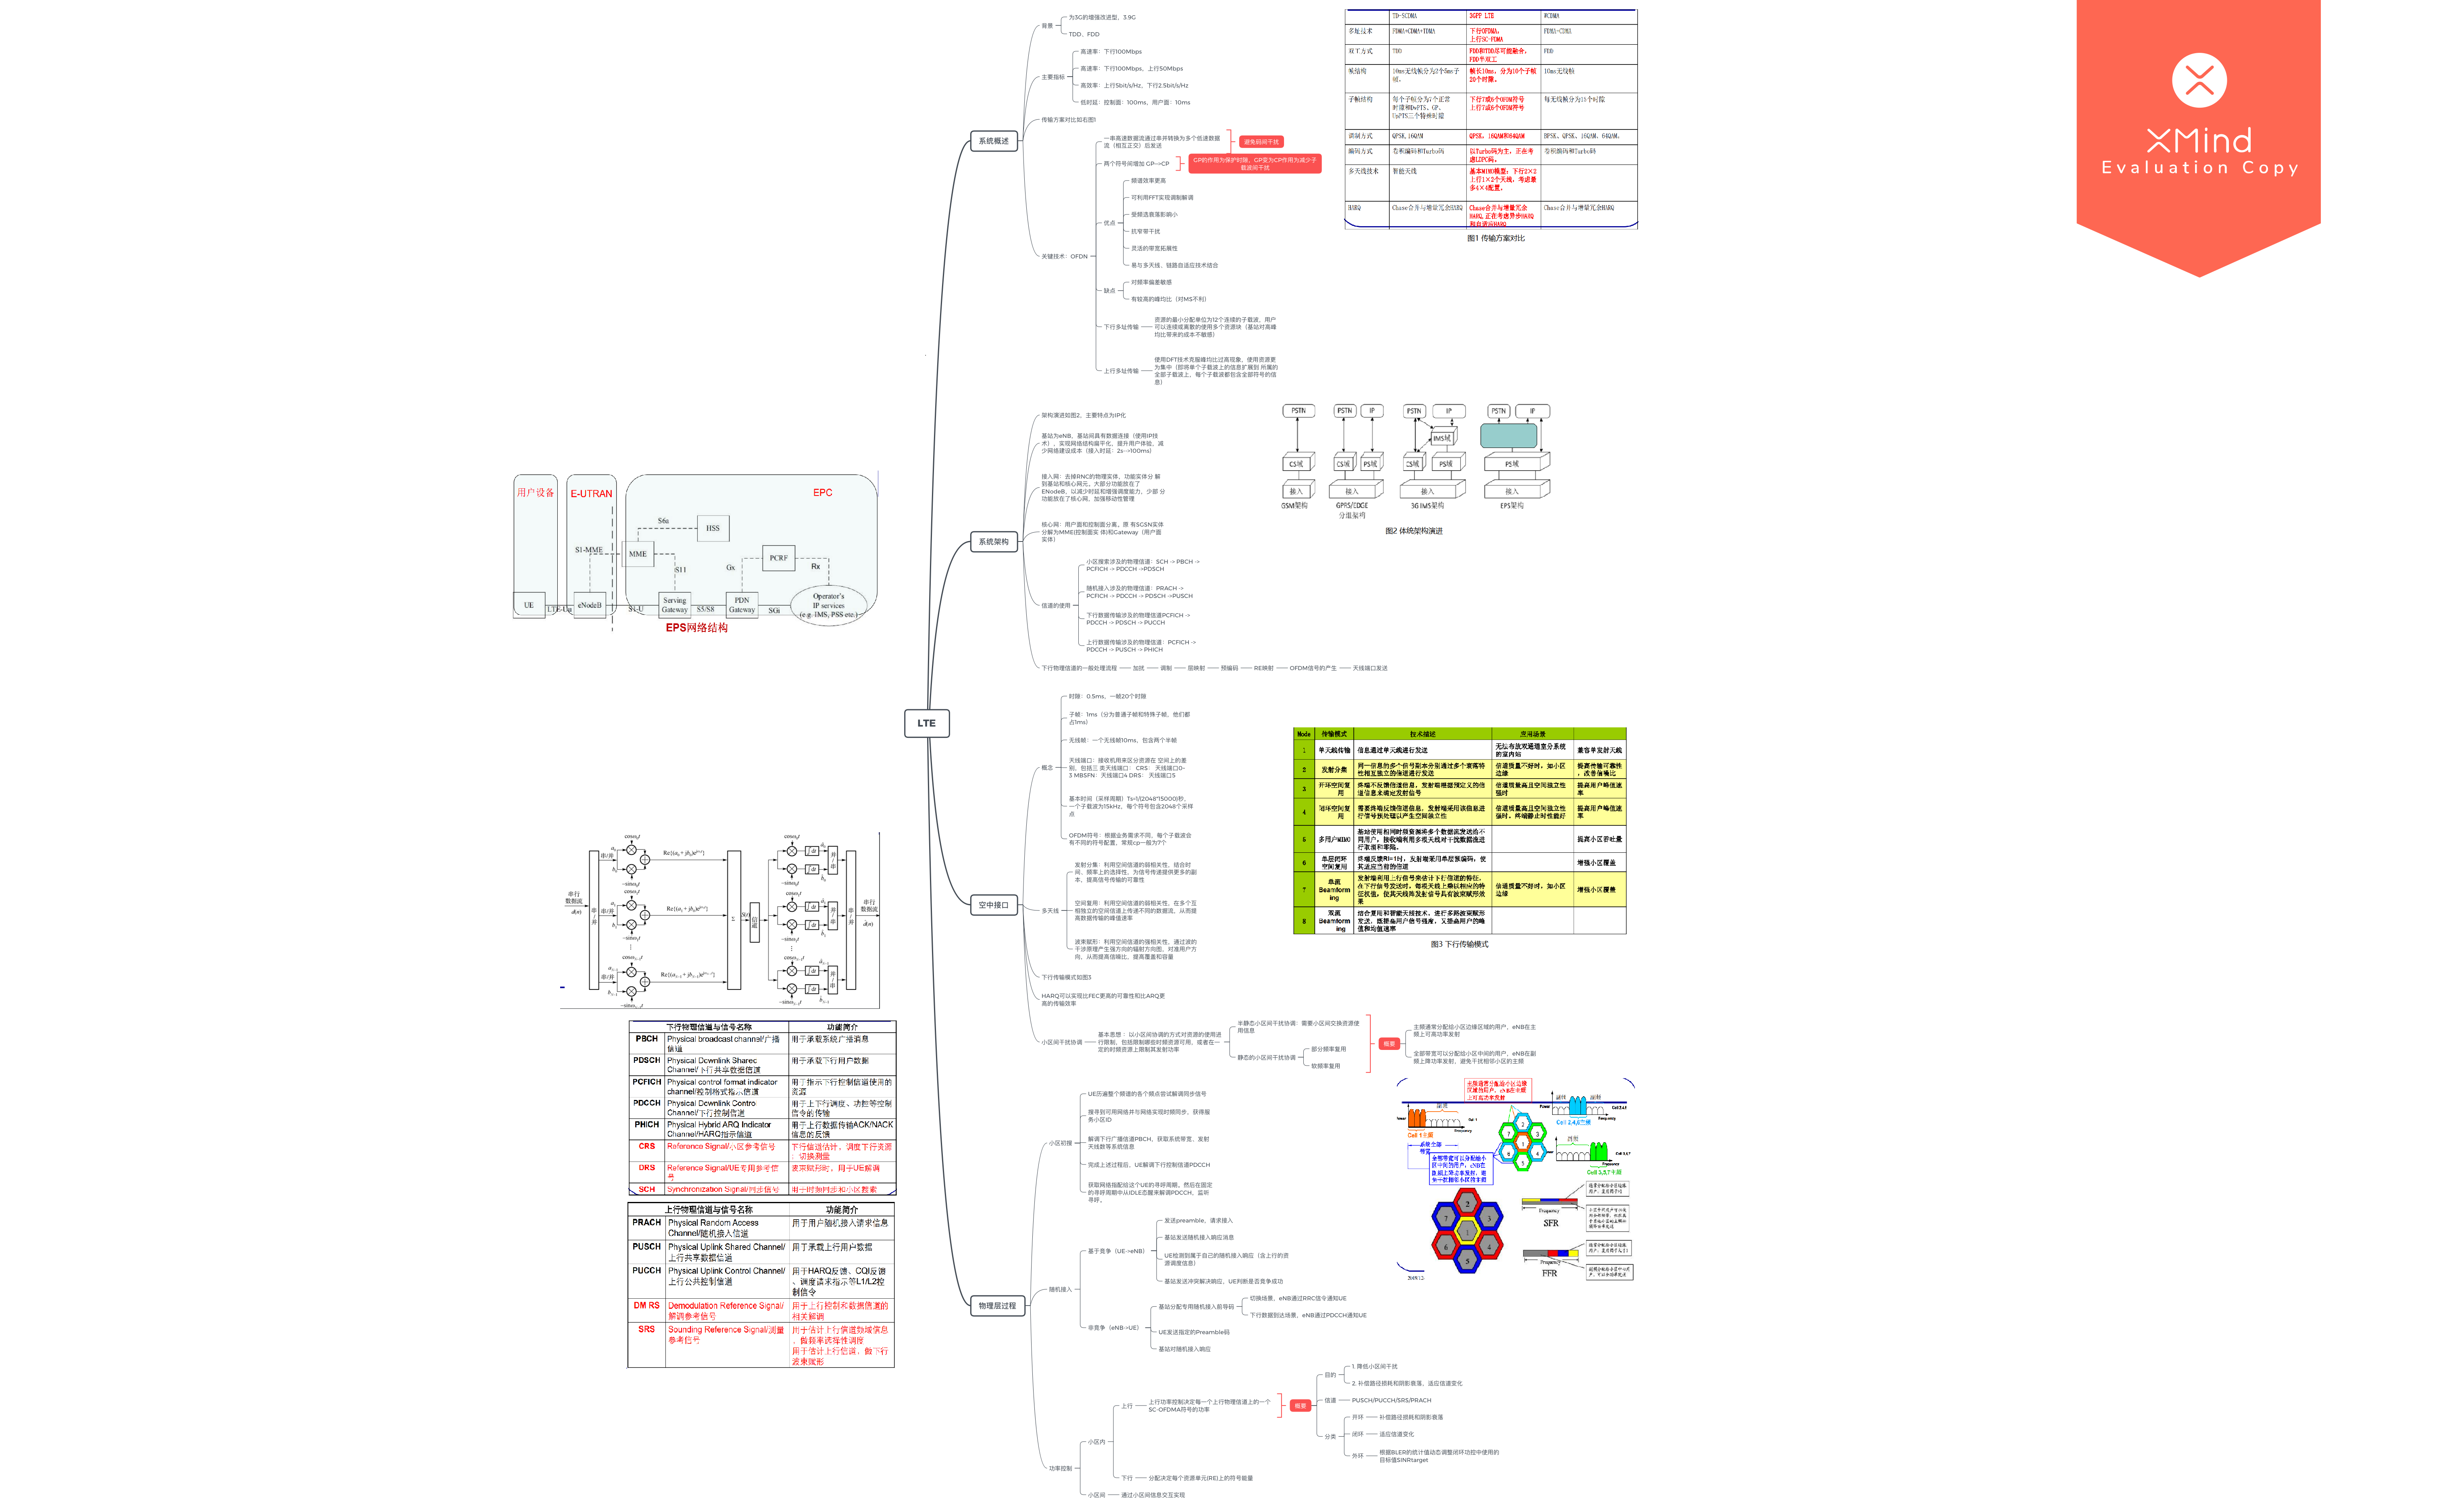 LTE
系统概述
背景
为3G的增强改进型，3.9G
TDD、FDD
主要指标
高速率：下行100Mbps
高速率：下行100Mbps，上行50Mbps
高效率：上行5bit/s/Hz，下行2.5bit/s/Hz
低时延：控制面：100ms，用户面：10ms
传输方案对比如右图1
关键技术：OFDN
一串高速数据流通过串并转换为多个低速数据
流（相互正交）后发送
避免码间干扰
两个符号间增加 GP-->CP
GP的作用为保护时隙，GP变为CP作用为减少子
载波间干扰
优点
频谱效率更高
可利用FFT实现调制解调
受频选衰落影响小
抗窄带干扰
灵活的带宽拓展性
易与多天线、链路自适应技术结合
缺点
对频率偏差敏感
有较高的峰均比（对MS不利）
下行多址传输
资源的最小分配单位为12个连续的子载波，用户
可以连续或离散的使用多个资源块（基站对高峰
均比带来的成本不敏感）
上行多址传输
使用DFT技术克服峰均比过高现象，使用资源更
为集中（即将单个子载波上的信息扩展到 所属的
全部子载波上，每个子载波都包含全部符号的信
息）
TD-SCDMA 3GPP LTE WCDMA
多址技术 FDMA+CDMA+TDMA 下行OFDMA， FDMA+CDMA
上行SC-FDMA
双工方式 TDD FDD和TDD尽可能融合， FDD
FDD半双工
帧结构 10ms无线帧分为2个5ms子 帧长10ms，分为10个子帧 10ms无线帧
帧。 20个时隙。
子帧结构 每个子帧分为7个正常 下行7或6个OFDM符号 每无线帧分为15个时隙
时隙和DwPTS、GP、 上行7或6个OFDM符号
UpPTS三个特殊时隙
调制方式 QPSK,16QAM QPSK，16QAM和64QAM BPSK、QPSK、16QAM、64QAM、
编码方式 卷积编码和Turbo码 以Turbo码为主，正在考 卷积编码和Turbo码
虑LDPC码。
多天线技术 智能天线 基本MIMO模型：下行2×2
上行1×2个天线，考虑最
多4×4配置。
HARQ Chase合并与增量冗余HARQ Chase合并与增量冗余 Chase合并与增量冗余HARQ
HARQ,正在考虑异步HARQ
和自适应HARQ
图1 传输方案对比
XMind
Evaluation Copy
系统架构
架构演进如图2，主要特点为IP化
基站为eNB，基站间具有数据连接（使用IP技
术），实现网络结构扁平化，提升用户体验，减
少网络建设成本（接入时延：2s-->100ms）
接入网：去掉RNC的物理实体，功能实体分 解
到基站和核心网元，大部分功能放在了
ENodeB，以减少时延和增强调度能力，少部 分
功能放在了核心网，加强移动性管理
核心网：用户面和控制面分离。原 有SGSN实体
分解为MME(控制面实 体)和Gateway（用户面
实体）
信道的使用
小区搜索涉及的物理信道：SCH -> PBCH ->
PCFICH -> PDCCH ->PDSCH
随机接入涉及的物理信道：PRACH ->
PCFICH -> PDCCH -> PDSCH ->PUSCH
下行数据传输涉及的物理信道PCFICH ->
PDCCH -> PDSCH -> PUCCH
上行数据传输涉及的物理信道：PCFICH ->
PDCCH -> PUSCH -> PHICH
下行物理信道的一般处理流程 加扰 调制 层映射 预编码 RE映射 OFDM信号的产生 天线端口发送
PSTN PSTN IP PSTN IP PSTN IP
IMS域
CS域 CS域 PS域 CS域 PS域 PS域
接入 接入 接入 接入
GSM架构 GPRS/EDGE 3G IMS架构 EPS架构
分组架构
图2 体统架构演进
用户设备 E-UTRAN EPC
S6a
HSS
S1-MME
MME
PCRF
S11 Gx Rx
UE LTE-Uu eNodeB S1-U
Serving
Gateway
S5/S8
PDN
Gateway
SGi
Operator's
IP services
(e.g. IMS, PSS etc.)
EPS网络结构
空中接口
概念
时隙：0.5ms，一帧20个时隙
子帧：1ms（分为普通子帧和特殊子帧，他们都
占1ms）
无线帧：一个无线帧10ms，包含两个半帧
天线端口：接收机用来区分资源在 空间上的差
别，包括三 类天线端口： CRS： 天线端口0~
3 MBSFN：天线端口4 DRS： 天线端口5
基本时间（采样周期）Ts=1/(2048*15000)秒，
一个子载波为15kHz，每个符号包含2048个采样
点
OFDM符号：根据业务需求不同，每个子载波会
有不同的符号配置，常规cp一般为7个
多天线
发射分集：利用空间信道的弱相关性，结合时
间、频率上的选择性，为信号传递提供更多的副
本，提高信号传输的可靠性
空间复用：利用空间信道的弱相关性，在多个互
相独立的空间信道上传递不同的数据流，从而提
高数据传输的峰值速率
波束赋形：利用空间信道的强相关性，通过波的
干涉原理产生强方向的辐射方向图，对准用户方
向，从而提高信噪比，提高覆盖和容量
下行传输模式如图3
HARQ可以实现比FEC更高的可靠性和比ARQ更
高的传输效率
小区间干扰协调
基本思想： 以小区间协调的方式对资源的使用进
行限制，包括限制哪些时频资源可用，或者在一
定的时频资源上限制其发射功率
半静态小区间干扰协调：需要小区间交换资源使
用信息
静态的小区间干扰协调
部分频率复用
软频率复用
概要
主频通常分配给小区边缘区域的用户，eNB在主
频上可高功率发射
全部带宽可以分配给小区中间的用户，eNB在副
频上降功率发射，避免干扰相邻小区的主频
Mode 传输模式 技术描述 应用场景
1 单天线传输 信息通过单天线进行发送 无法布放双通道室分系统 兼容单发射天线
的室内站
2 发射分集 同一信息的多个信号副本分别通过多个衰落特 信道质量不好时，如小区 提高传输可靠性
性相互独立的信道进行发送 边缘 ，改善信噪比
3 开环空间复 终端不反馈信道信息，发射端根据预定义的信 信道质量高且空间独立性 提高用户峰值速
用 道信息来确定发射信号 强时 率
4 闭环空间复 需要终端反馈信道信息，发射端采用该信息进 信道质量高且空间独立性 提高用户峰值速
用 行信号预处理以产生空间独立性 强时。终端静止时性能好 率
5 多用户MIMO 基站使用相同时频资源将多个数据流发送给不 提高小区吞吐量
同用户，接收端利用多根天线对干扰数据流进
行取消和零陷。
6 单层闭环 终端反馈RI=1时，发射端采用单层预编码，使 增强小区覆盖
空间复用 其适应当前的信道
7 单流 发射端利用上行信号来估计下行信道的特征，
Beamform 在下行信号发送时，每根天线上乘以相应的特 信道质量不好时，如小区 增强小区覆盖
ing 征权值，使其天线阵发射信号具有波束赋形效 边缘
果
8 双流 结合复用和智能天线技术，进行多路波束赋形
Beamform 发送，既提高用户信号强度，又提高用户的峰
ing 值和均值速率
图3 下行传输模式
串行
数据流
d(n)
串/并
信道
并/串
串行
数据流
d(n)
下行物理信道与信号名称 功能简介
PBCH Physical broadcast channel/广播 用于承载系统广播消息
信道
PDSCH Physical Downlink Shared 用于承载下行用户数据
Channel/下行共享数据信道
PCFICH Physical control format indicator 用于指示下行控制信道使用的
channel/控制格式指示信道 资源
PDCCH Physical Downlink Control 用于上下行调度、功控等控制
Channel/下行控制信道 信令的传输
PHICH Physical Hybrid ARQ Indicator 用于上行数据传输ACK/NACK
Channel/HARQ指示信道 信息的反馈
CRS Reference Signal/小区参考信号 下行信道估计，调度下行资源
；切换测量
DRS Reference Signal/UE专用参考信 波束赋形时，用于UE解调
号
SCH Synchronization Signal/同步信号 用于时频同步和小区搜索
上行物理信道与信号名称 功能简介
PRACH Physical Random Access 用于用户随机接入请求信息
Channel/随机接入信道
PUSCH Physical Uplink Shared Channel/ 用于承载上行用户数据
上行共享数据信道
PUCCH Physical Uplink Control Channel/ 用于HARQ反馈、CQI反馈
上行公共控制信道 、调度请求指示等L1/L2控
制信令
DM RS Demodulation Reference Signal/ 用于上行控制和数据信道的
解调参考信号 相关解调
SRS Sounding Reference Signal/测量 用于估计上行信道频域信息
参考信号 ，做频率选择性调度
用于估计上行信道，做下行
波束赋形
物理层过程
小区初搜
UE历遍整个频谱的各个频点尝试解调同步信号
搜寻到可用网络并与网络实现时频同步，获得服
务小区ID
解调下行广播信道PBCH，获取系统带宽、发射
天线数等系统信息
完成上述过程后，UE解调下行控制信道PDCCH
获取网络指配给这个UE的寻呼周期。然后在固定
的寻呼周期中从IDLE态醒来解调PDCCH，监听
寻呼。
随机接入
基于竞争（UE->eNB）
发送preamble，请求接入
基站发送随机接入响应消息
UE检测到属于自己的随机接入响应（含上行的资
源调度信息）
基站发送冲突解决响应，UE判断是否竞争成功
非竞争（eNB->UE）
基站分配专用随机接入前导码
切换场景，eNB通过RRC信令通知UE
下行数据到达场景，eNB通过PDCCH通知UE
UE发送指定的Preamble码
基站对随机接入响应
主频通常分配给小区边缘
区域的用户，eNB在主频
上可高功率发射
Cell 1主频
Cell 2,4,6主频
Cell 3,5,7主频
系统全部
带宽
全部带宽可以分配给小
区中间的用户，eNB在
副频上降功率发射，避
免干扰相邻小区的主频
Frequency
SFR
Frequency
FFR
功率控制
小区内
上行
上行功率控制决定每一个上行物理信道上的一个
SC-OFDMA符号的功率
概要
目的
1. 降低小区间干扰
2. 补偿路径损耗和阴影衰落，适应信道变化
信道
PUSCH/PUCCH/SRS/PRACH
分类
开环 补偿路径损耗和阴影衰落
闭环 适应信道变化
外环
根据BLER的统计值动态调整闭环功控中使用的
目标值SINRtarget
下行 分配决定每个资源单元(RE)上的符号能量
小区间 通过小区间信息交互实现